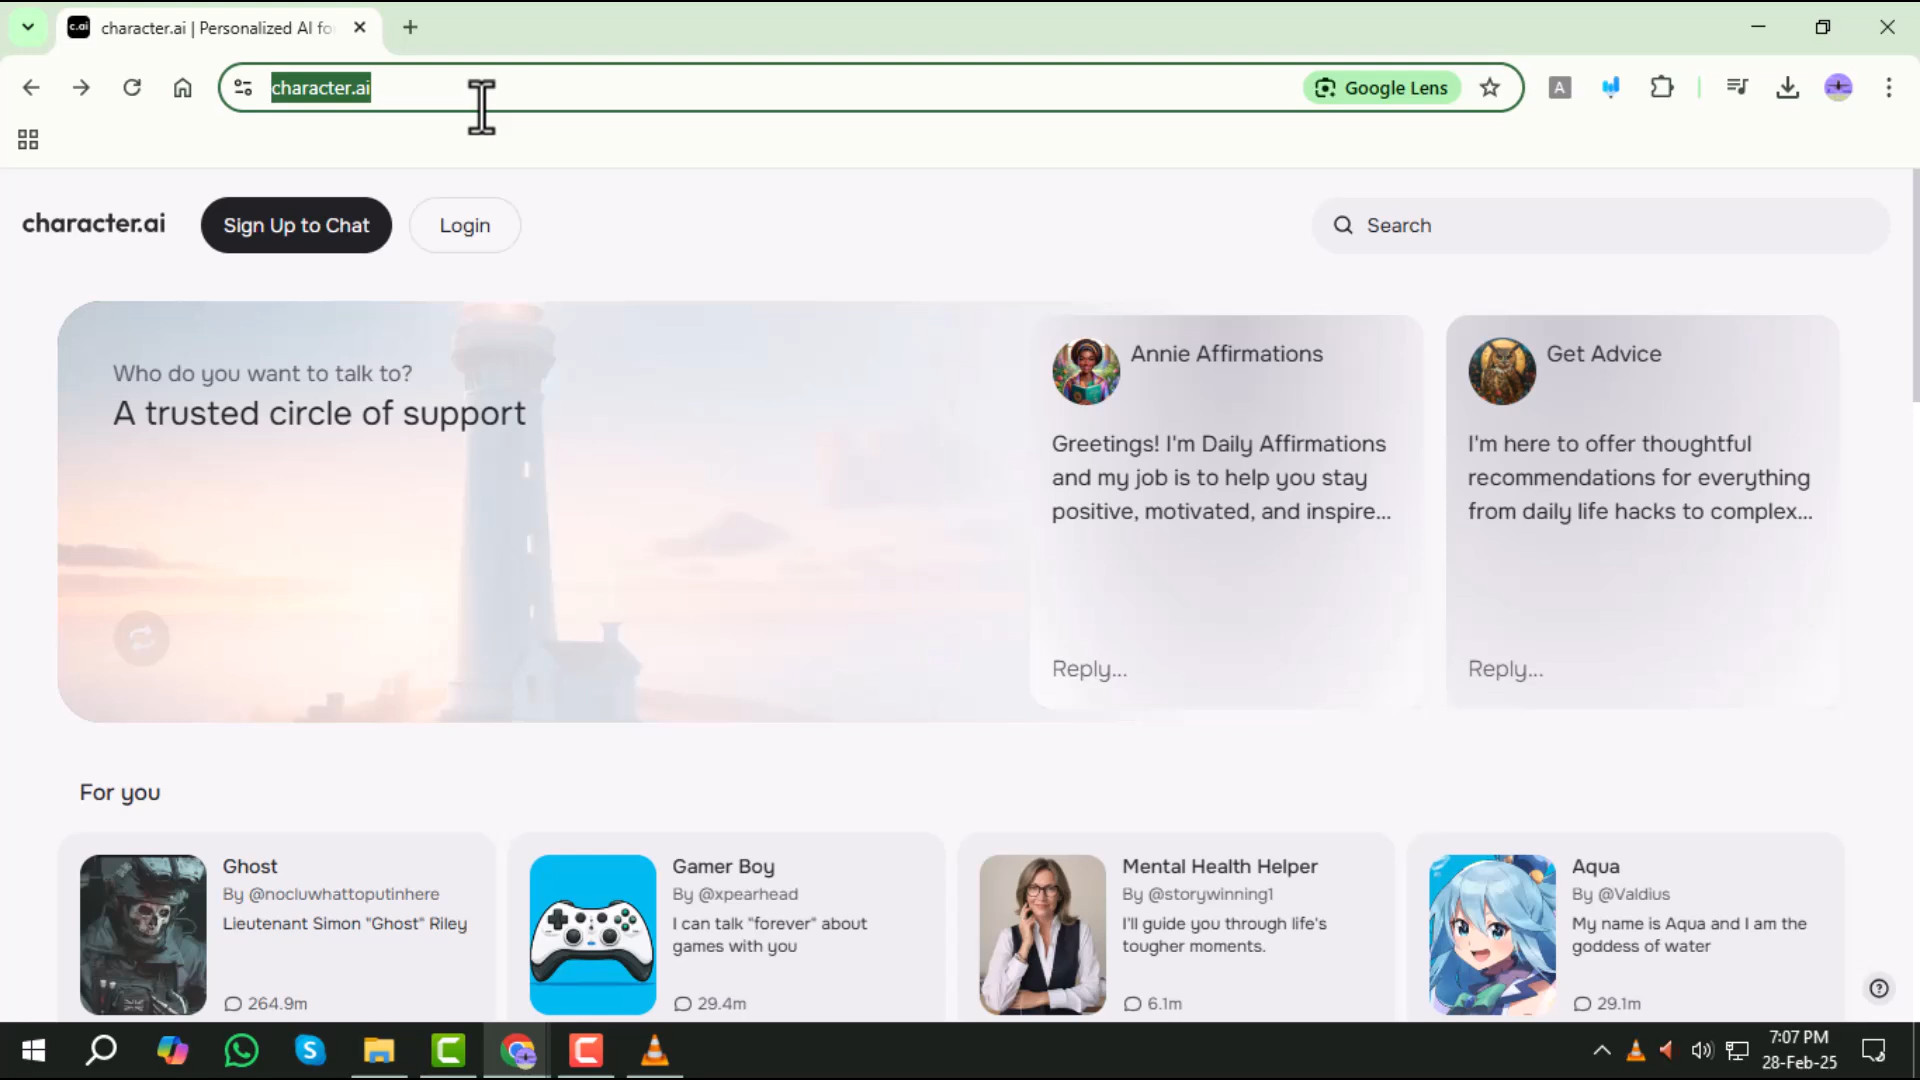 character.ai | Personalized AI fo
character.ai
Google Lens
A
character.ai
Sign Up to Chat
Login
Search
Who do you want to talk to?
A trusted circle of support
Annie Affirmations
Greetings! I'm Daily Affirmations
and my job is to help you stay
positive, motivated, and inspire...
Reply...
Get Advice
I'm here to offer thoughtful
recommendations for everything
from daily life hacks to complex...
Reply...
For you
Ghost
By @nocluwhattoputinhere
Lieutenant Simon "Ghost" Riley
264.9m
Gamer Boy
By @xpearhead
I can talk "forever" about
games with you
29.4m
Mental Health Helper
By @storywinning1
I'll guide you through life's
tougher moments.
6.1m
Aqua
By @Valdius
My name is Aqua and I am the
goddess of water
29.1m
7:07 PM
28-Feb-25